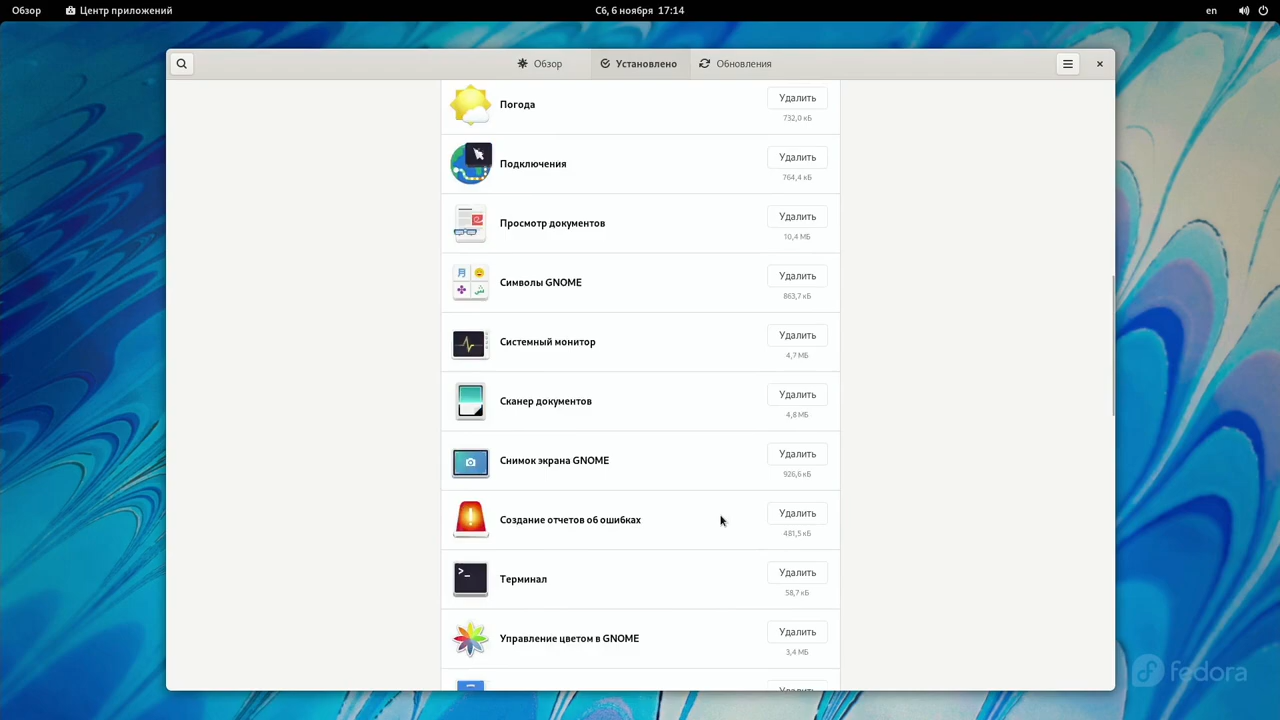 Обзор
Центр приложений
Сб, 6 ноября 17:14
en
Обзор
Установлено
Обновления
Погода
Удалить
732,0 кБ
Подключения
Удалить
764,4 кБ
Просмотр документов
Удалить
10,4 МБ
Символы GNOME
Удалить
863,7 кБ
Системный монитор
Удалить
4,7 МБ
Сканер документов
Удалить
4,8 МБ
Снимок экрана GNOME
Удалить
926,6 кБ
Создание отчетов об ошибках
Удалить
481,5 кБ
Терминал
Удалить
58,7 кБ
Управление цветом в GNOME
Удалить
3,4 МБ
fedora